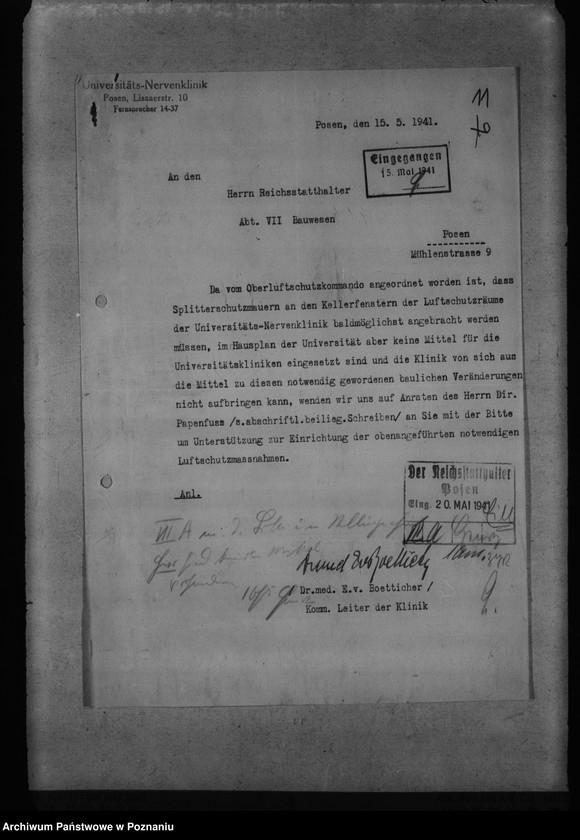 Universitäts-Nervenklinik
Posen, Lissaerstr. 10
Fernsprecher 14-37
11
Posen, den 15. 5. 1941.
Eingegangen
15. Mai 1941
An den
Herrn Reichsstatthalter
Abt. VII Bauwesen
Posen
Mühlenstrasse 9
Da vom Oberluftschutzkommando angeordnet worden ist, dass
Splitterschutzmauern an den Kellerfenstern der Luftschutzräume
der Universitäts-Nervenklinik baldmöglichst angebracht werden
müssen, im Hausplan der Universität aber keine Mittel für die
Universitätskliniken eingesetzt sind und die Klinik von sich aus
die Mittel zu diesen notwendig gewordenen baulichen Veränderungen
nicht aufbringen kann, wenden wir uns auf Anraten des Herrn Dir.
Papenfuss /s.abschriftl.beilieg.Schreiben/ an Sie mit der Bitte
um Unterstützung zur Einrichtung der obenangeführten notwendigen
Luftschutzmassnahmen.
Anl.
Der Reichsstatthalter
Posen
Eing. 20. MAI 1941
VII A
Dr.med. E.v. Boetticher /
Komm. Leiter der Klinik
Archiwum Państwowe w Poznaniu